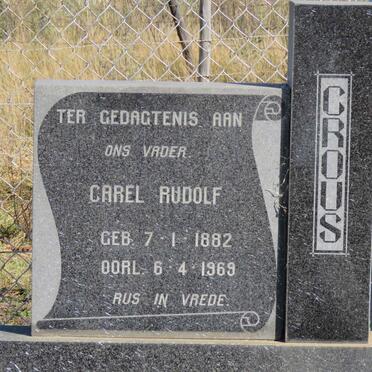 TER GEDAGTENIS AAN
ONS VADER
CAREL RUDOLF
GEB. 7-1-1882
OORL. 6-4-1969
RUS IN VREDE.
CROUS